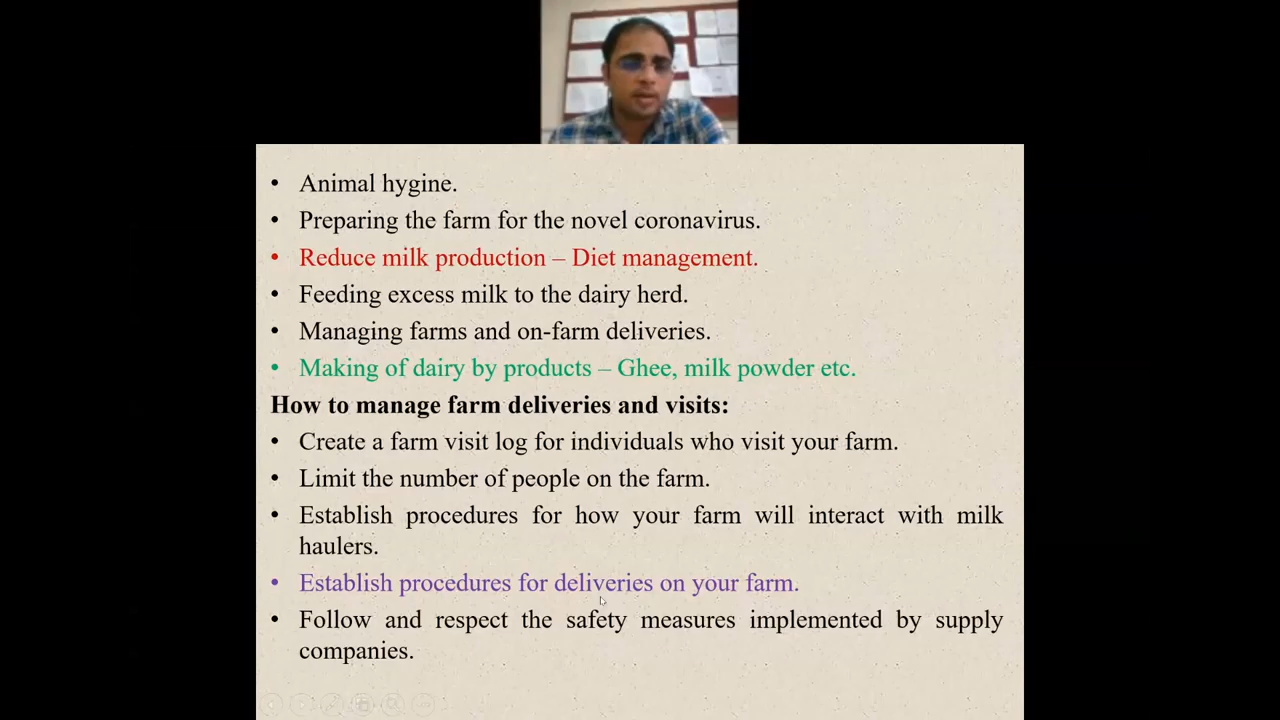 • Animal hygine.
• Preparing the farm for the novel coronavirus.
• Reduce milk production – Diet management.
• Feeding excess milk to the dairy herd.
• Managing farms and on-farm deliveries.
• Making of dairy by products – Ghee, milk powder etc.
How to manage farm deliveries and visits:
• Create a farm visit log for individuals who visit your farm.
• Limit the number of people on the farm.
• Establish procedures for how your farm will interact with milk
haulers.
• Establish procedures for deliveries on your farm.
• Follow and respect the safety measures implemented by supply
companies.